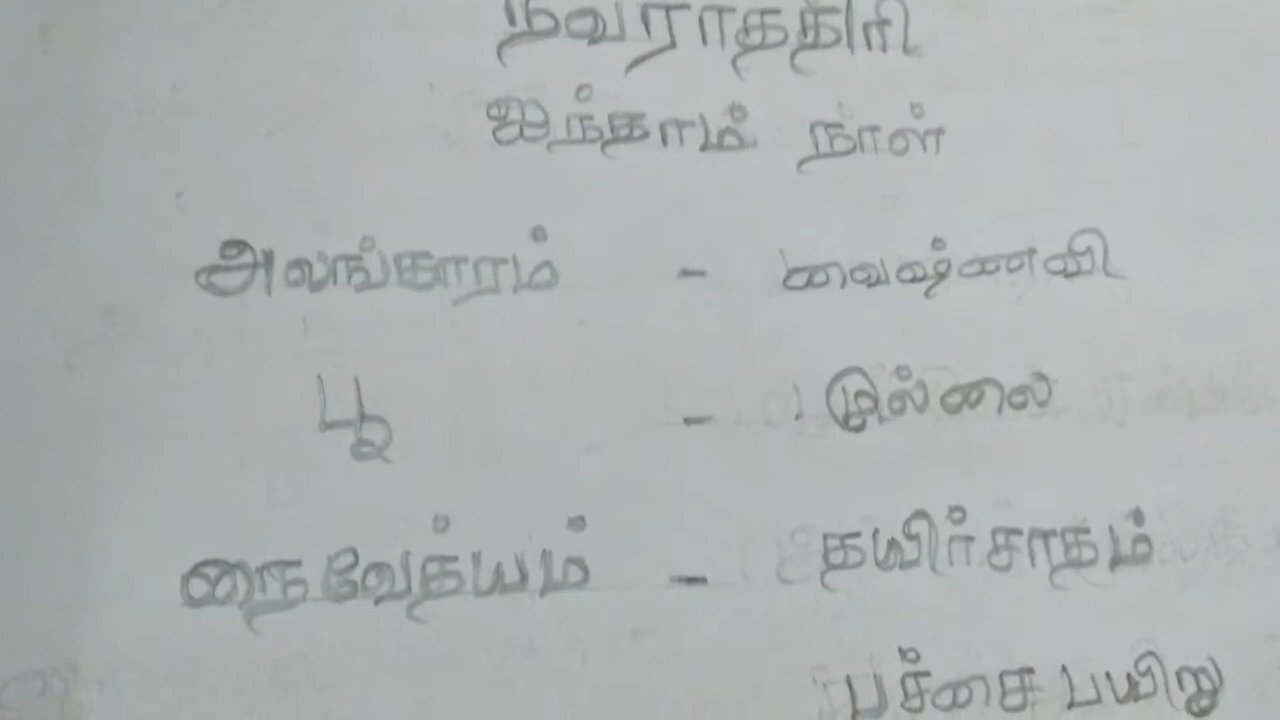 நவராத்திரி
ஐந்தாம் நாள்
அலங்காரம் - வைஷ்ணவி
பூ - முல்லை
நைவேத்யம் - தயிர் சாதம்
பச்சை பயிறு